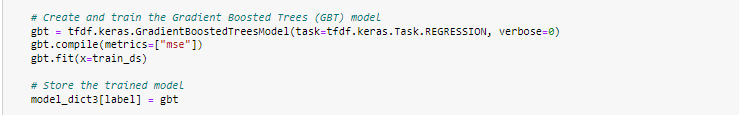 # Create and train the Gradient Boosted Trees (GBT) model
gbt = tfdf.keras.GradientBoostedTreesModel(task=tfdf.keras.Task.REGRESSION, verbose=0)
gbt.compile(metrics=["mse"])
gbt.fit(x=train_ds)
# Store the trained model
model_dict3[label] = gbt